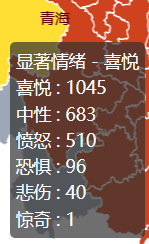 青海
显著情绪 - 喜悦
喜悦 : 1045
中性 : 683
愤怒 : 510
恐惧 : 96
悲伤 : 40
惊奇 : 1